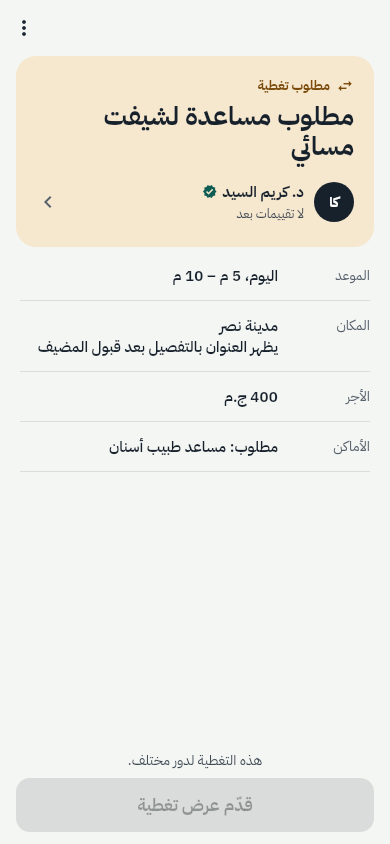 مطلوب تغطية
مطلوب مساعدة لشيفت
مسائي
كا
د. كريم السيد
لا تقييمات بعد
الموعد
اليوم، 5 م – 10 م
المكان
مدينة نصر
يظهر العنوان بالتفصيل بعد قبول المضيف
الأجر
400 ج.م
الأماكن
مطلوب: مساعد طبيب أسنان
هذه التغطية لدور مختلف.
قدّم عرض تغطية